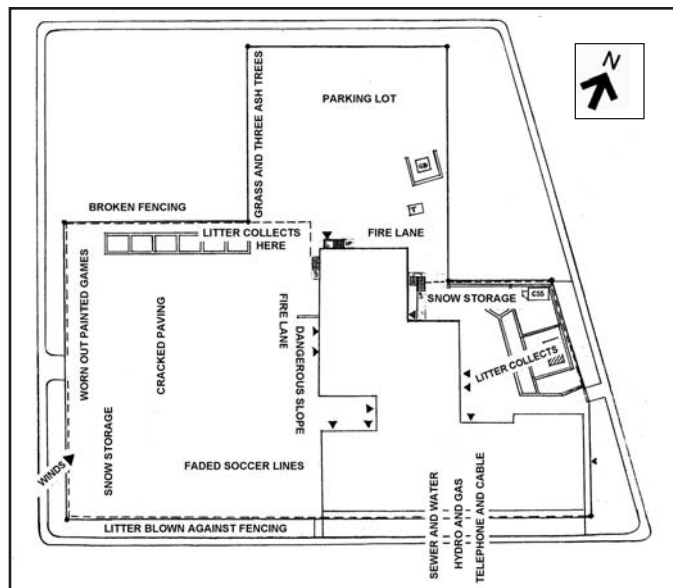 N
PARKING LOT
GRASS AND THREE ASH TREES
GB
T
BROKEN FENCING
LITTER COLLECTS
HERE
FIRE LANE
SNOW STORAGE
CSS
WORN OUT PAINTED GAMES
CRACKED PAVING
FIRE LANE
DANGEROUS SLOPE
LITTER COLLECTS
SNOW STORAGE
WINDS
FADED SOCCER LINES
SEWER AND WATER
HYDRO AND GAS
TELEPHONE AND CABLE
LITTER BLOWN AGAINST FENCING